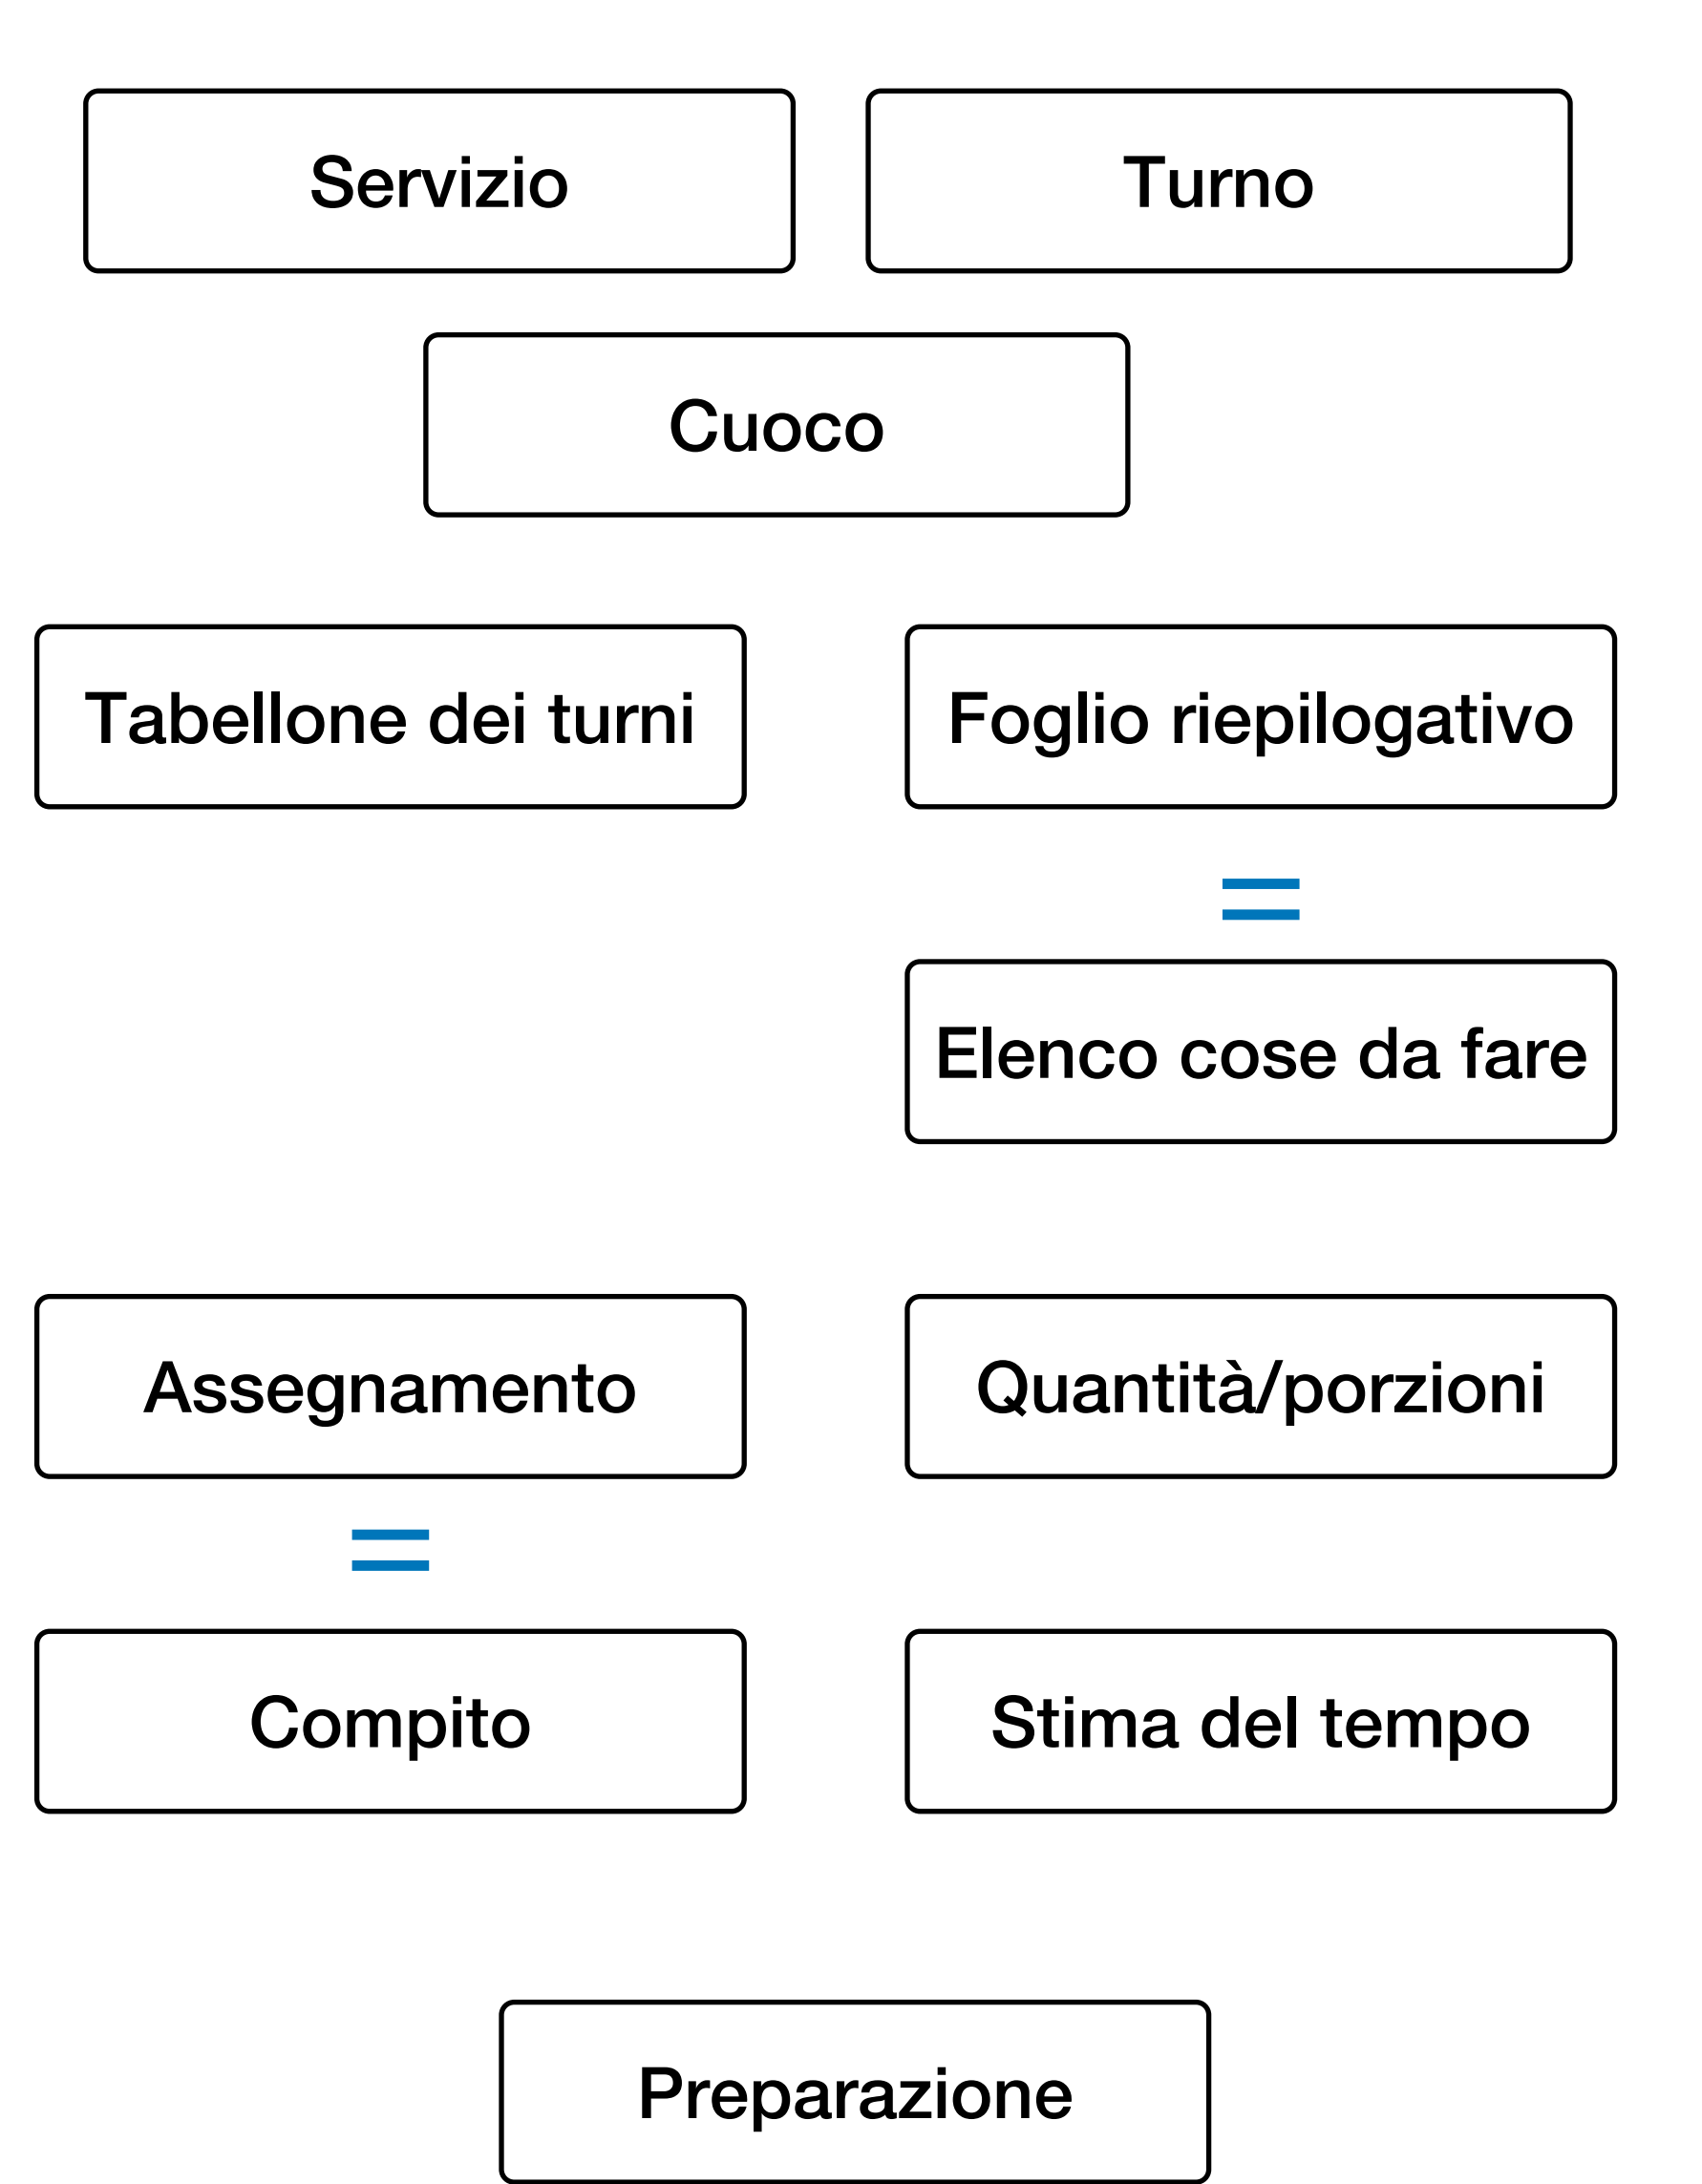 Servizio
Turno
Cuoco
Tabellone dei turni
Foglio riepilogativo
=
Elenco cose da fare
Assegnamento
Quantità/porzioni
=
Compito
Stima del tempo
Preparazione